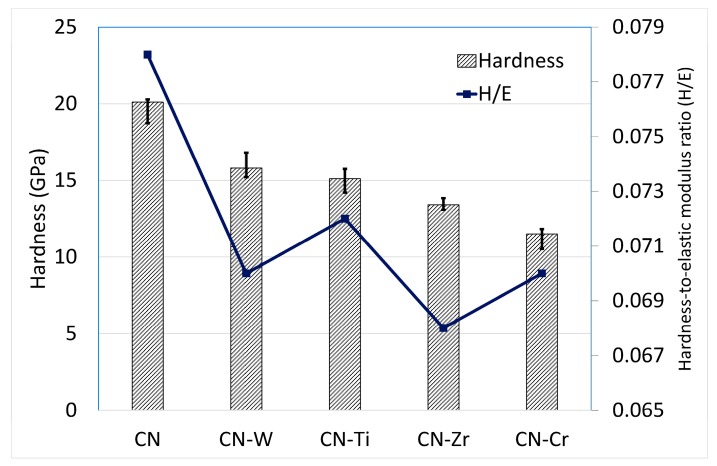 25
20
15
10
5
0
Hardness (GPa)
Hardness
H/E
0.079
0.077
0.075
0.073
0.071
0.069
0.067
0.065
Hardness-to-elastic modulus ratio (H/E)
CN CN-W CN-Ti CN-Zr CN-Cr